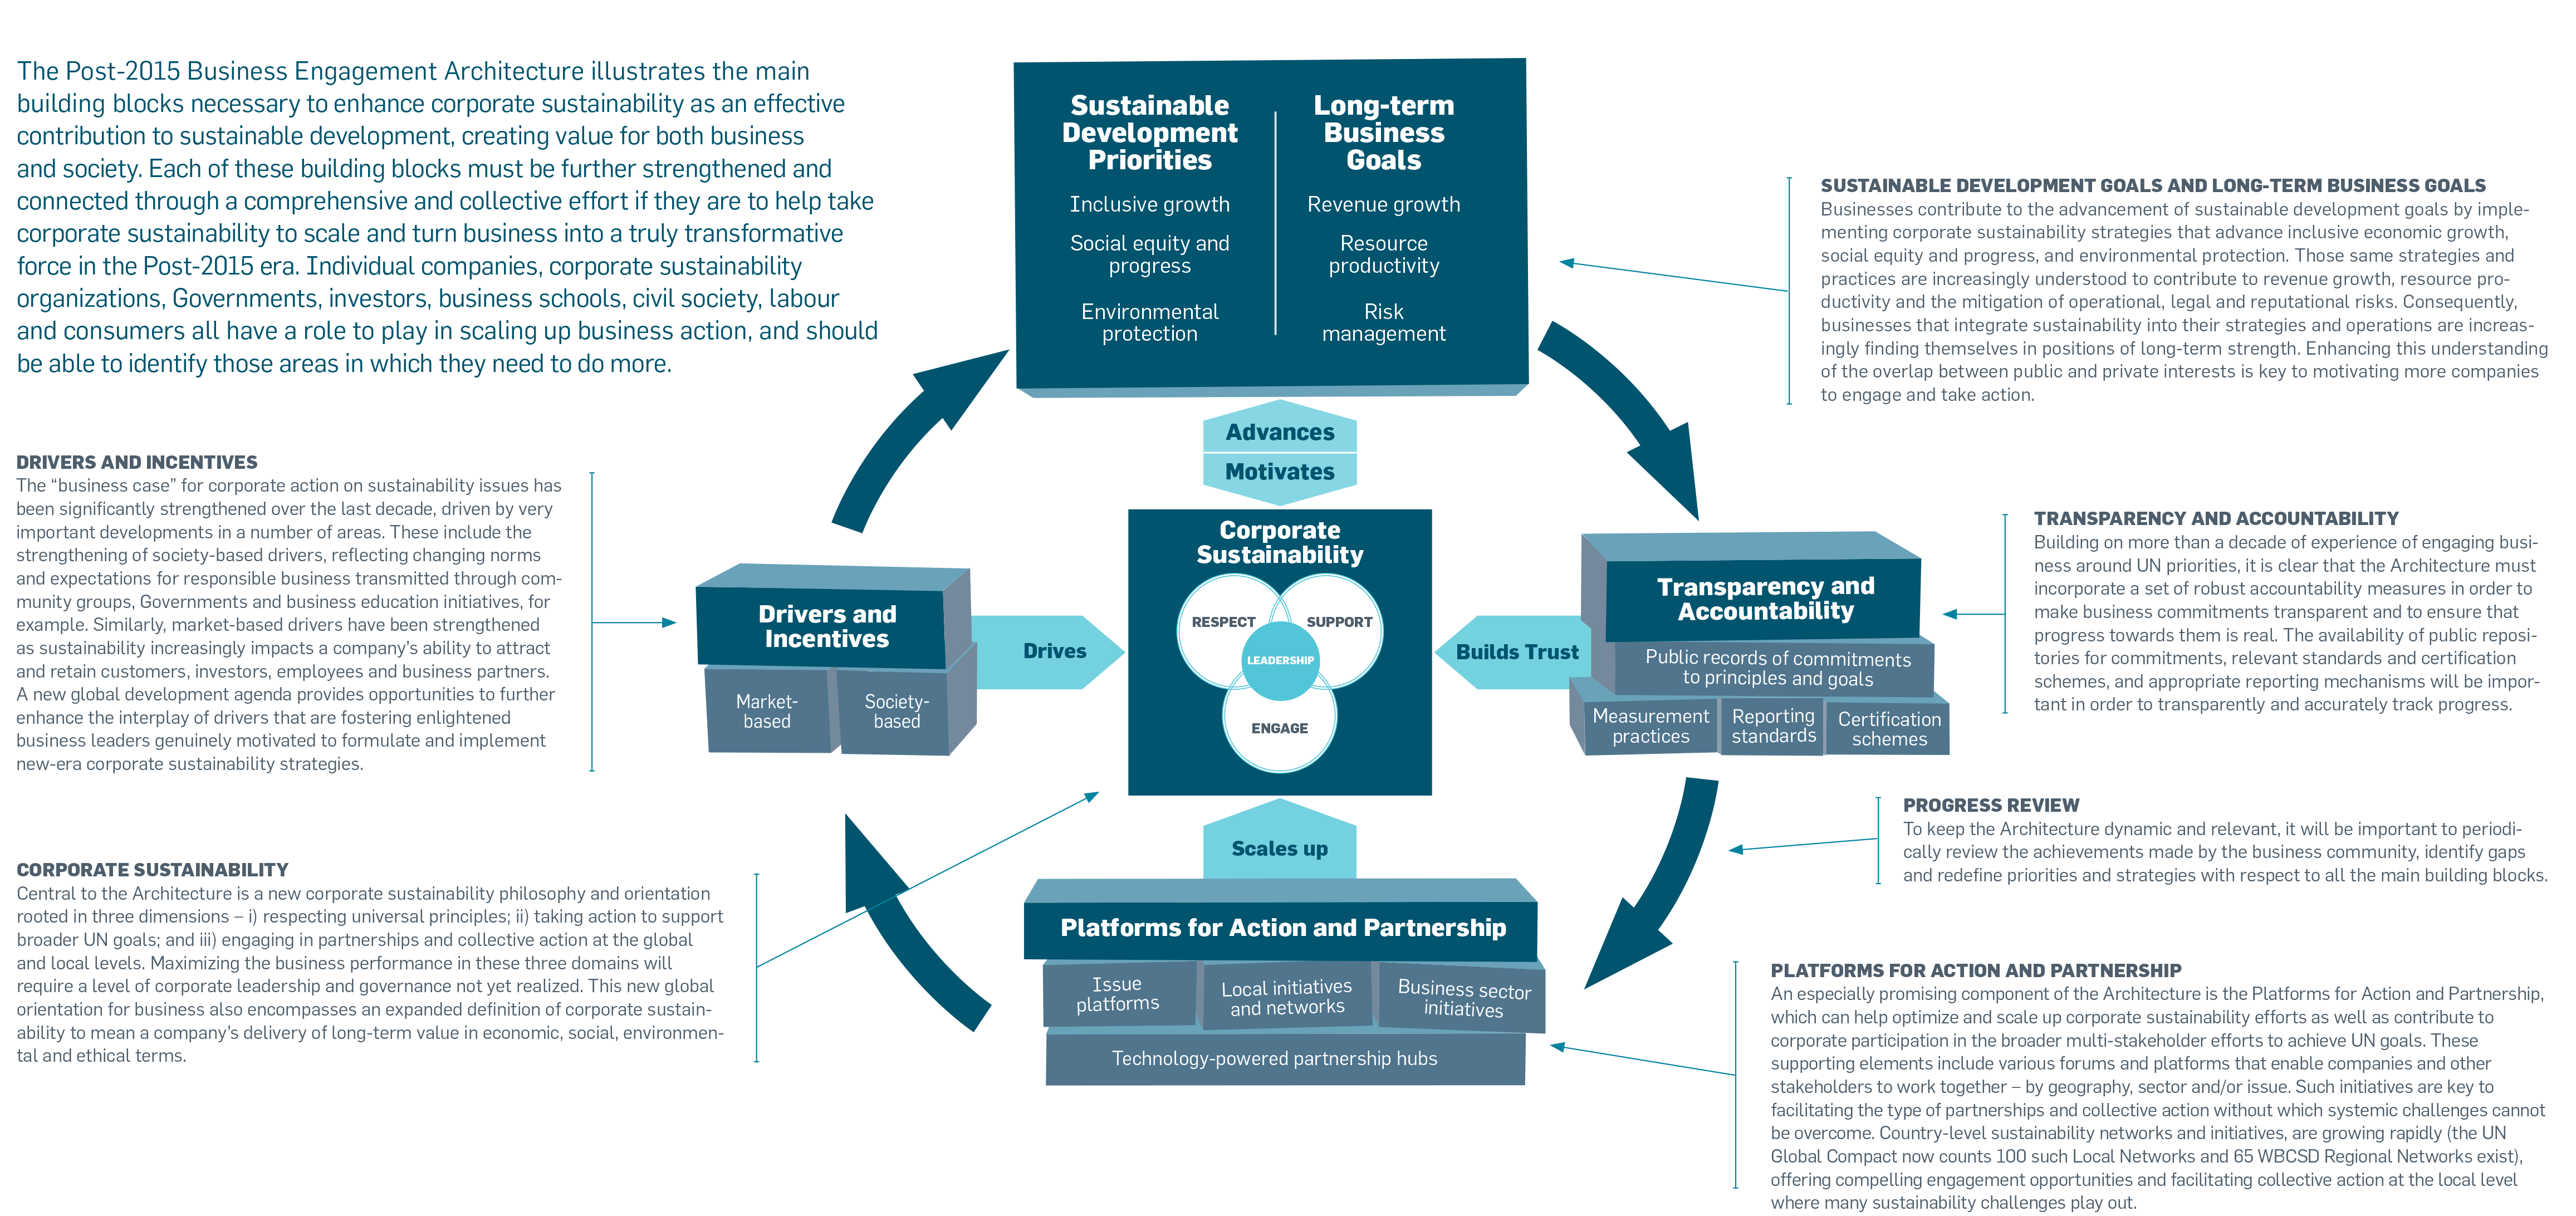 The Post-2015 Business Engagement Architecture illustrates the main
building blocks necessary to enhance corporate sustainability as an effective
contribution to sustainable development, creating value for both business
and society. Each of these building blocks must be further strengthened and
connected through a comprehensive and collective effort if they are to help take
corporate sustainability to scale and turn business into a truly transformative
force in the Post-2015 era. Individual companies, corporate sustainability
organizations, Governments, investors, business schools, civil society, labour
and consumers all have a role to play in scaling up business action, and should
be able to identify those areas in which they need to do more.
Sustainable
Development
Priorities
Inclusive growth
Social equity and
progress
Environmental
protection
Long-term
Business
Goals
Revenue growth
Resource
productivity
Risk
management
SUSTAINABLE DEVELOPMENT GOALS AND LONG-TERM BUSINESS GOALS
Businesses contribute to the advancement of sustainable development goals by imple-
menting corporate sustainability strategies that advance inclusive economic growth,
social equity and progress, and environmental protection. Those same strategies and
practices are increasingly understood to contribute to revenue growth, resource pro-
ductivity and the mitigation of operational, legal and reputational risks. Consequently,
businesses that integrate sustainability into their strategies and operations are increas-
ingly finding themselves in positions of long-term strength. Enhancing this understanding
of the overlap between public and private interests is key to motivating more companies
to engage and take action.
Advances
Motivates
DRIVERS AND INCENTIVES
The “business case” for corporate action on sustainability issues has
been significantly strengthened over the last decade, driven by very
important developments in a number of areas. These include the
strengthening of society-based drivers, reflecting changing norms
and expectations for responsible business transmitted through com-
munity groups, Governments and business education initiatives, for
example. Similarly, market-based drivers have been strengthened
as sustainability increasingly impacts a company’s ability to attract
and retain customers, investors, employees and business partners.
A new global development agenda provides opportunities to further
enhance the interplay of drivers that are fostering enlightened
business leaders genuinely motivated to formulate and implement
new-era corporate sustainability strategies.
Drivers and
Incentives
Market-
based
Society-
based
Drives
Corporate
Sustainability
RESPECT
SUPPORT
LEADERSHIP
ENGAGE
Builds Trust
Transparency and
Accountability
Public records of commitments
to principles and goals
Measurement
practices
Reporting
standards
Certification
schemes
TRANSPARENCY AND ACCOUNTABILITY
Building on more than a decade of experience of engaging busi-
ness around UN priorities, it is clear that the Architecture must
incorporate a set of robust accountability measures in order to
make business commitments transparent and to ensure that
progress towards them is real. The availability of public reposi-
tories for commitments, relevant standards and certification
schemes, and appropriate reporting mechanisms will be impor-
tant in order to transparently and accurately track progress.
PROGRESS REVIEW
To keep the Architecture dynamic and relevant, it will be important to periodi-
cally review the achievements made by the business community, identify gaps
and redefine priorities and strategies with respect to all the main building blocks.
CORPORATE SUSTAINABILITY
Central to the Architecture is a new corporate sustainability philosophy and orientation
rooted in three dimensions – i) respecting universal principles; ii) taking action to support
broader UN goals; and iii) engaging in partnerships and collective action at the global
and local levels. Maximizing the business performance in these three domains will
require a level of corporate leadership and governance not yet realized. This new global
orientation for business also encompasses an expanded definition of corporate sustain-
ability to mean a company’s delivery of long-term value in economic, social, environmen-
tal and ethical terms.
Scales up
Platforms for Action and Partnership
Issue
platforms
Local initiatives
and networks
Business sector
initiatives
Technology-powered partnership hubs
PLATFORMS FOR ACTION AND PARTNERSHIP
An especially promising component of the Architecture is the Platforms for Action and Partnership,
which can help optimize and scale up corporate sustainability efforts as well as contribute to
corporate participation in the broader multi-stakeholder efforts to achieve UN goals. These
supporting elements include various forums and platforms that enable companies and other
stakeholders to work together – by geography, sector and/or issue. Such initiatives are key to
facilitating the type of partnerships and collective action without which systemic challenges cannot
be overcome. Country-level sustainability networks and initiatives, are growing rapidly (the UN
Global Compact now counts 100 such Local Networks and 65 WBCSD Regional Networks exist),
offering compelling engagement opportunities and facilitating collective action at the local level
where many sustainability challenges play out.